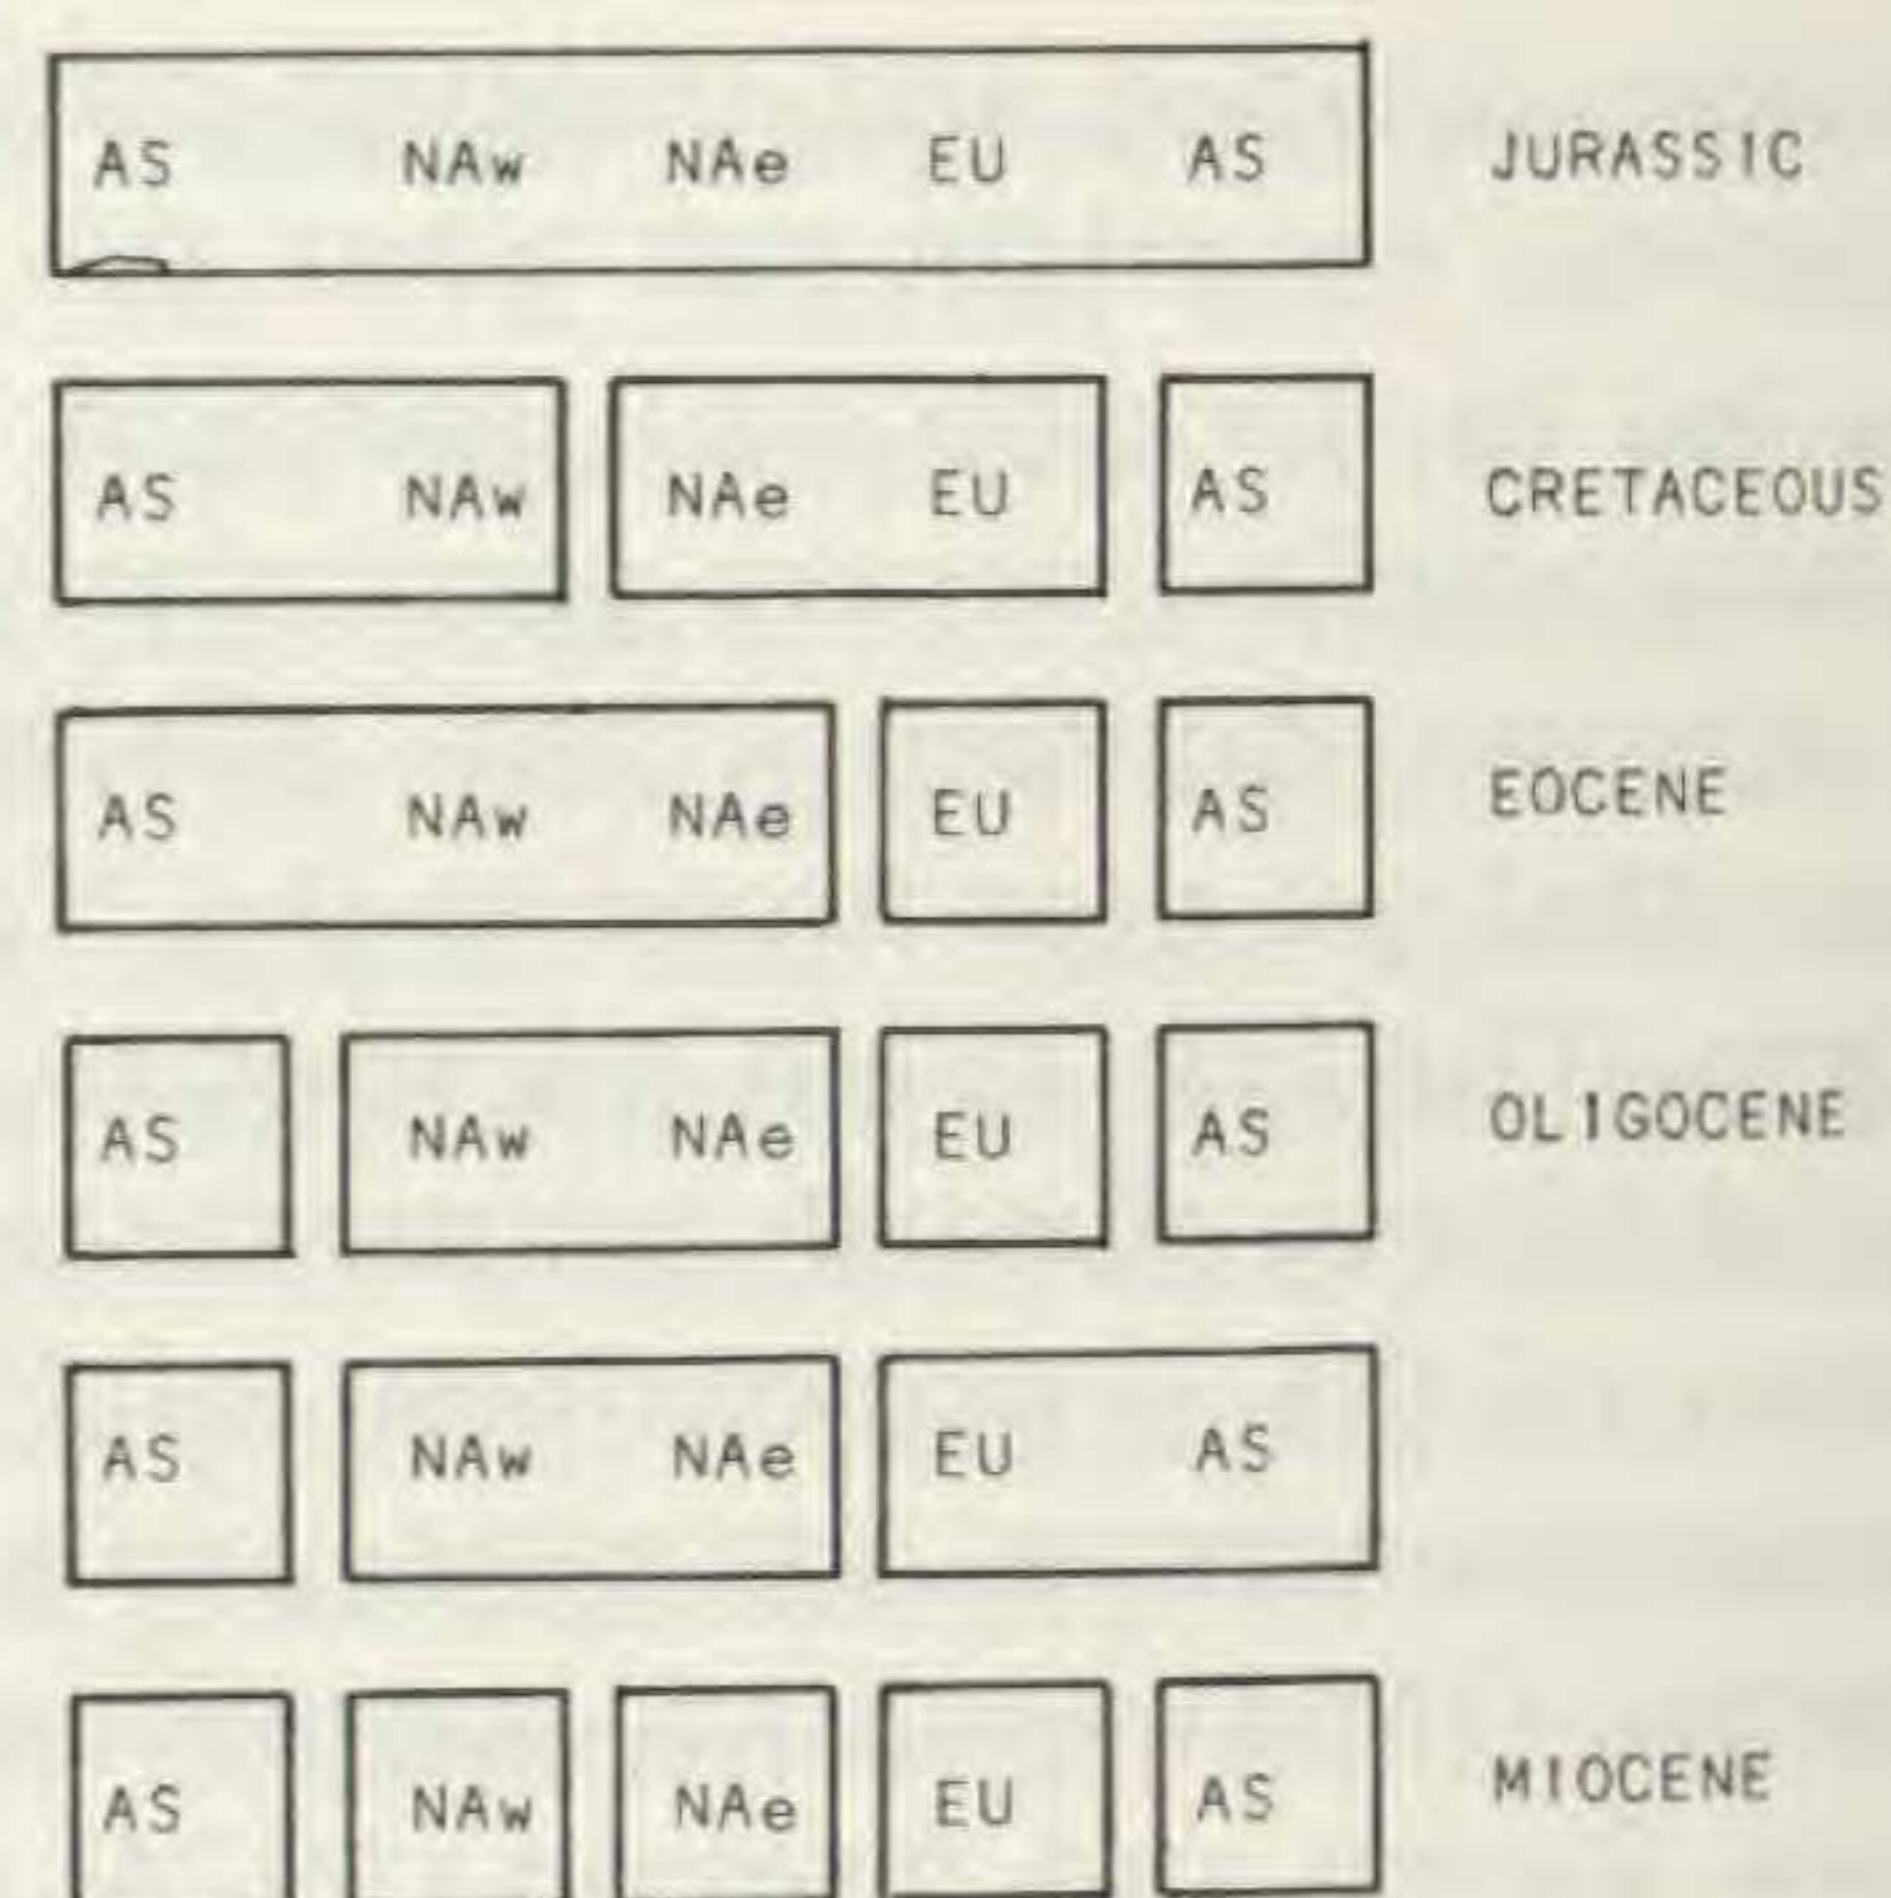 AS NAw NAe EU AS JURASSIC
AS NAw NAe EU AS CRETACEOUS
AS NAw NAe EU AS EOCENE
AS NAw NAe EU AS OLIGOCENE
AS NAw NAe EU AS
AS NAw NAe EU AS MIOCENE